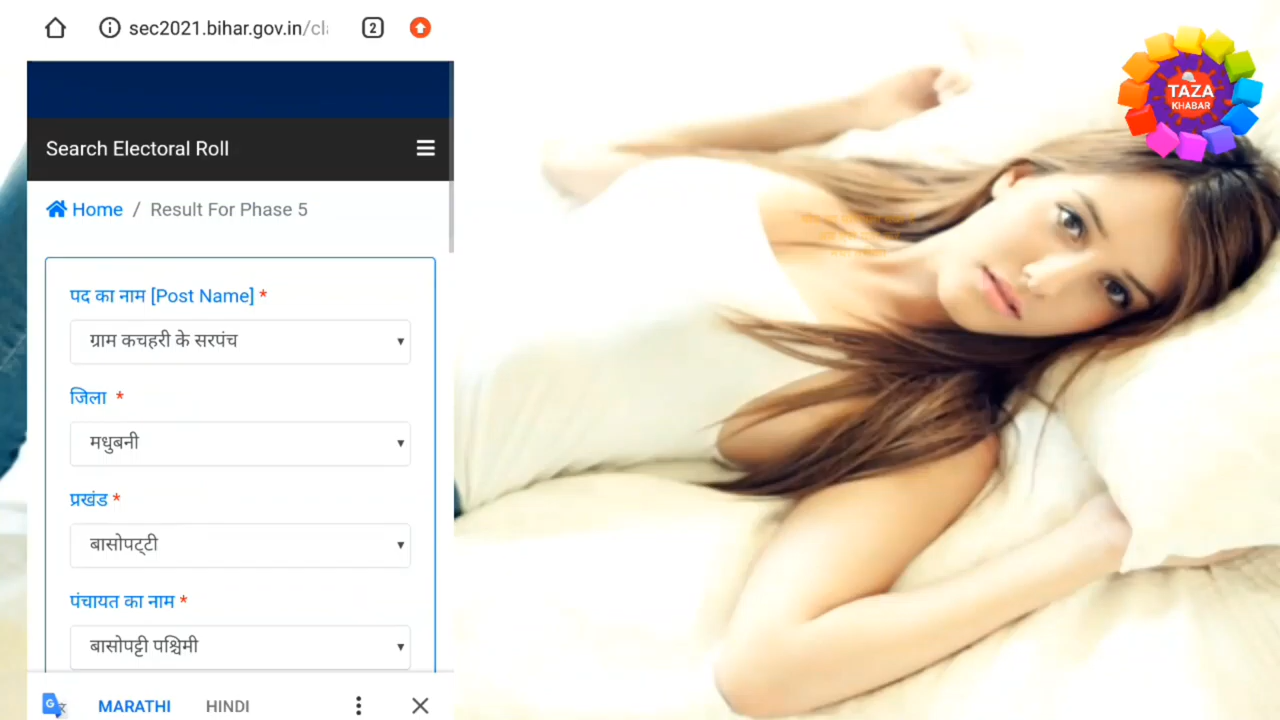 sec2021.bihar.gov.in/cl
2
Search Electoral Roll
Home / Result For Phase 5
पद का नाम [Post Name] *
ग्राम कचहरी के सरपंच
जिला *
मधुबनी
प्रखंड *
बासोपट्टी
पंचायत का नाम *
बासोपट्टी पश्चिमी
MARATHI HINDI
TAZA
KHABAR